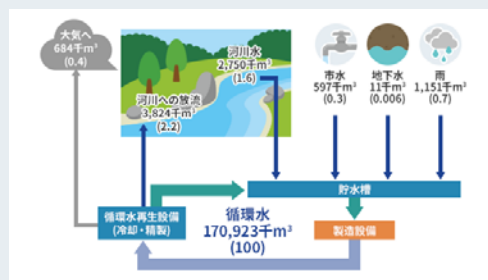 大気へ
684千m³
(0.4)
河川水
2,750千m³
(1.6)
河川への放流
3,824千m³
(2.2)
市水
597千m³
(0.3)
地下水
11千m³
(0.006)
雨
1,151千m³
(0.7)
貯水槽
循環水再生設備
(冷却・精製)
循環水
170,923千m³
(100)
製造設備